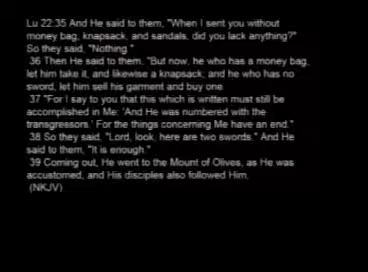 Lu 22:35 And He said to them, "When I sent you without
money bag, knapsack, and sandals, did you lack anything?"
So they said, "Nothing."
36 Then He said to them, "But now, he who has a money bag,
let him take it, and likewise a knapsack; and he who has no
sword, let him sell his garment and buy one.
37 "For I say to you that this which is written must still be
accomplished in Me: 'And He was numbered with the
transgressors.' For the things concerning Me have an end."
38 So they said, "Lord, look, here are two swords." And He
said to them, "It is enough."
39 Coming out, He went to the Mount of Olives, as He was
accustomed, and His disciples also followed Him.
(NKJV)